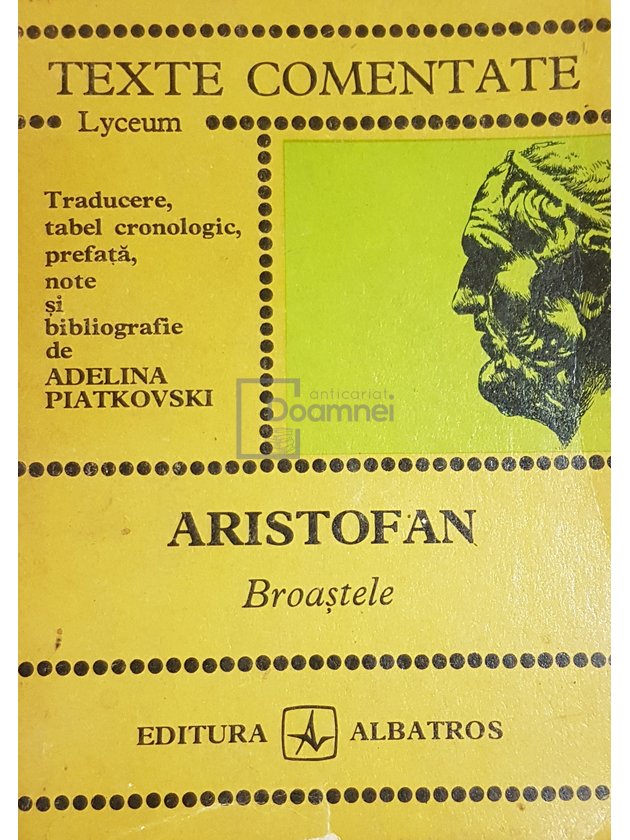 TEXTE COMENTATE
Lyceum
Traducere,
tabel cronologic,
prefață,
note
și
bibliografie
de
ADELINA
PIATKOVSKI
anticariat
Doamnei
ARISTOFAN
Broaștele
EDITURA ALBATROS